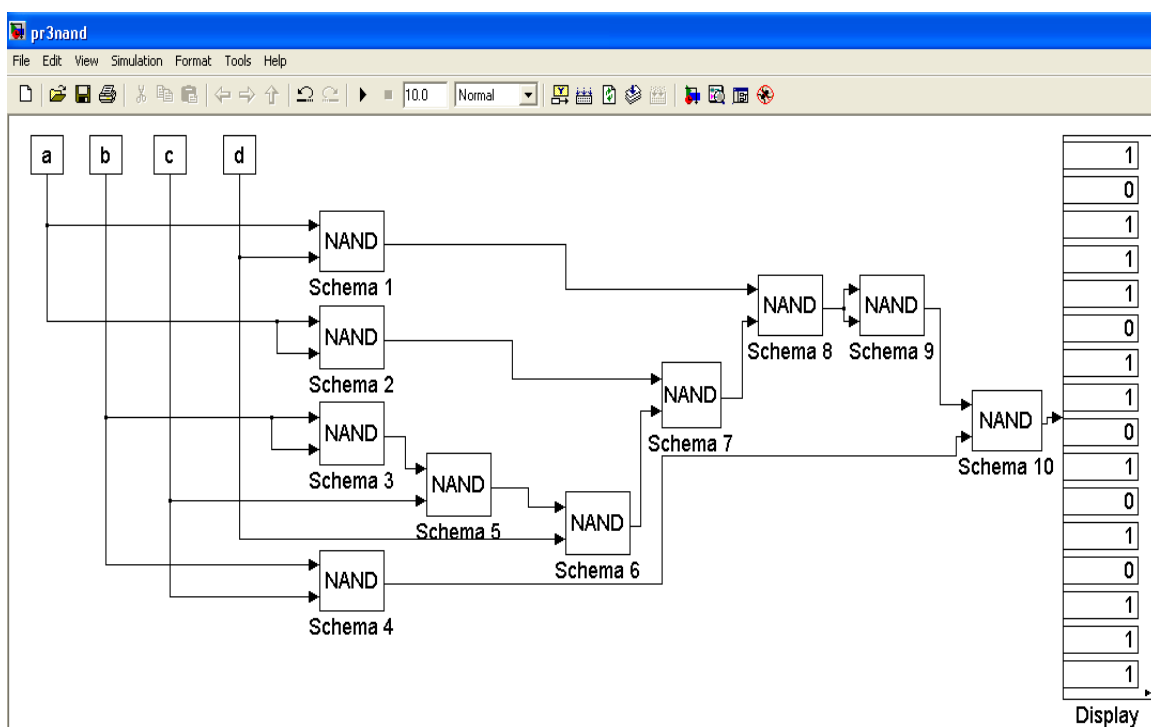 pr3nand
File Edit View Simulation Format Tools Help
10.0 Normal
a b c d
NAND
Schema 1
NAND
Schema 2
NAND
Schema 3
NAND
Schema 4
NAND
Schema 5
NAND
Schema 6
NAND
Schema 7
NAND
Schema 8
NAND
Schema 9
NAND
Schema 10
1
0
1
1
1
0
1
1
0
1
0
1
0
1
1
1
Display